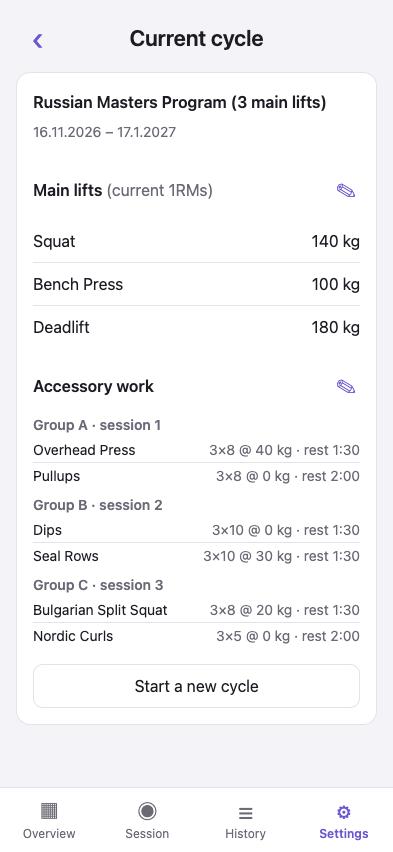 Current cycle
Russian Masters Program (3 main lifts)
16.11.2026 – 17.1.2027
Main lifts (current 1RMs)
Squat 140 kg
Bench Press 100 kg
Deadlift 180 kg
Accessory work
Group A · session 1
Overhead Press 3×8 @ 40 kg · rest 1:30
Pullups 3×8 @ 0 kg · rest 2:00
Group B · session 2
Dips 3×10 @ 0 kg · rest 1:30
Seal Rows 3×10 @ 30 kg · rest 1:30
Group C · session 3
Bulgarian Split Squat 3×8 @ 20 kg · rest 1:30
Nordic Curls 3×5 @ 0 kg · rest 2:00
Start a new cycle
Overview Session History Settings